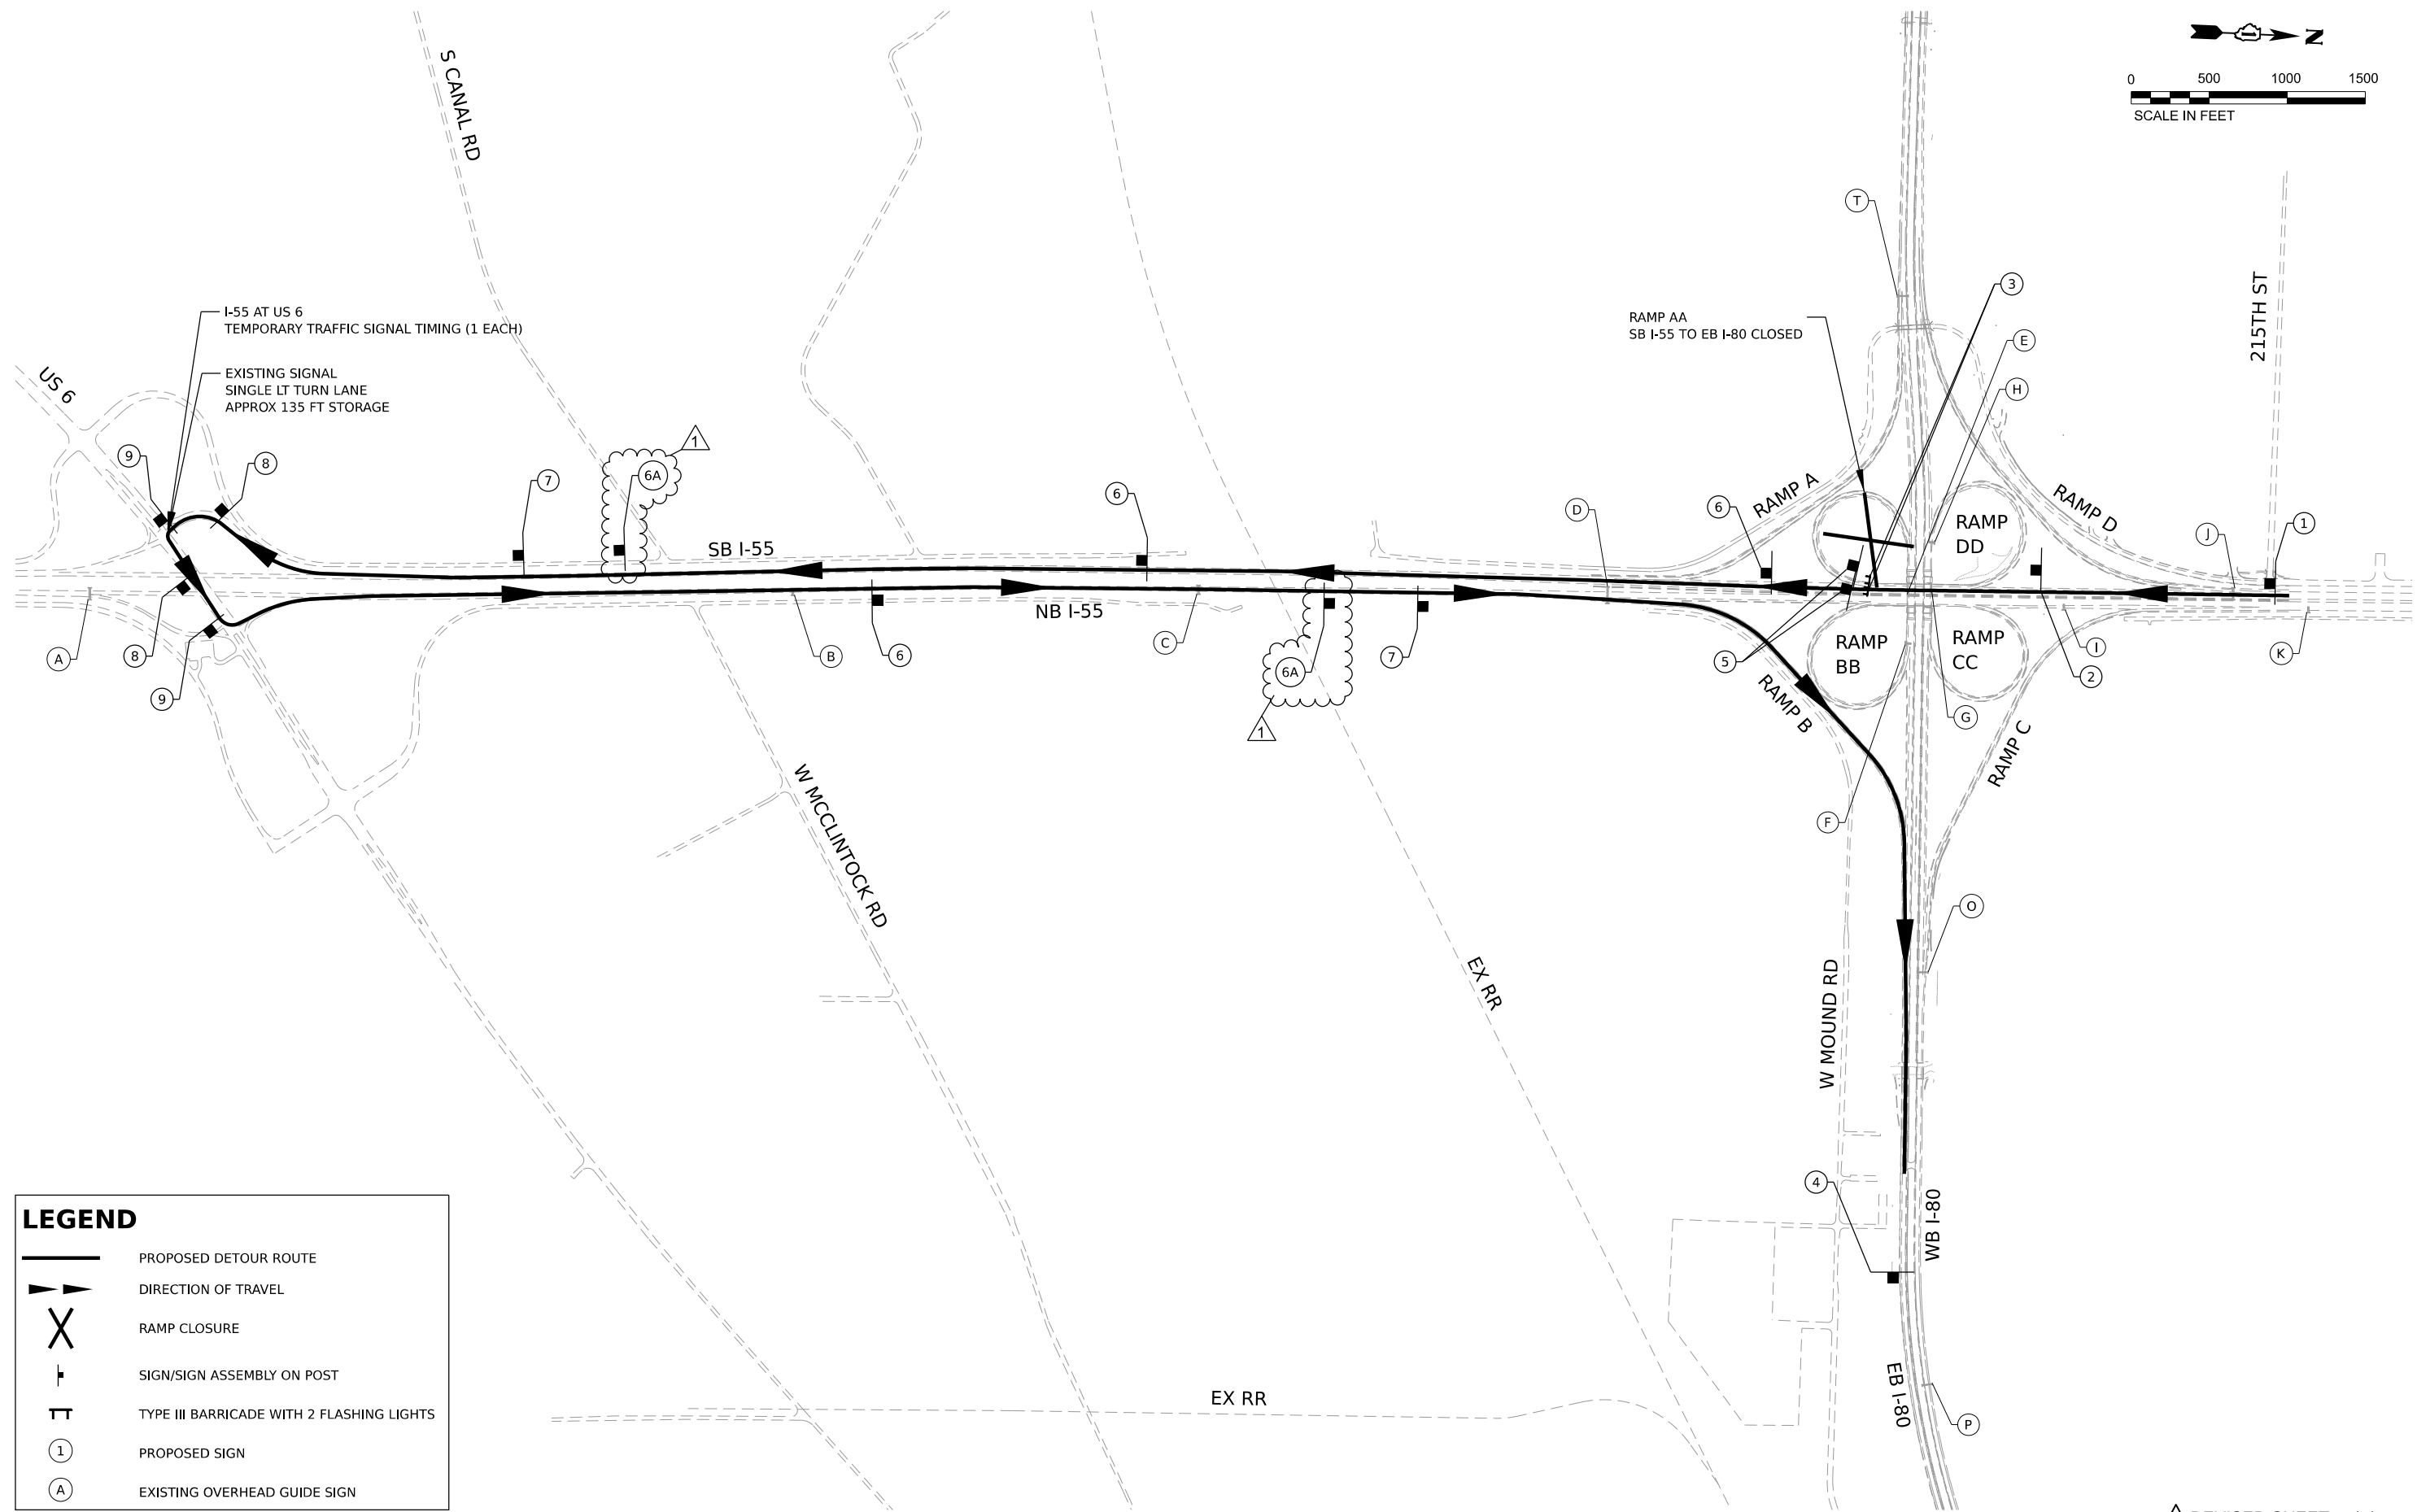 N
0 500 1000 1500
SCALE IN FEET
S CANAL RD
T
3
I-55 AT US 6
TEMPORARY TRAFFIC SIGNAL TIMING (1 EACH)
RAMP AA
SB I-55 TO EB I-80 CLOSED
E
215TH ST
EXISTING SIGNAL
SINGLE LT TURN LANE
APPROX 135 FT STORAGE
US 6
H
1
9
8
7
6A
6
D
6
RAMP A
RAMP DD
RAMP D
J
1
SB I-55
NB I-55
A
8
9
B
6
C
6A
1
7
5
RAMP BB
RAMP CC
I
2
K
RAMP B
G
RAMP C
F
W MCCLINTOCK RD
O
EX RR
W MOUND RD
4
WB I-80
EB I-80
EX RR
P
LEGEND
PROPOSED DETOUR ROUTE
DIRECTION OF TRAVEL
RAMP CLOSURE
SIGN/SIGN ASSEMBLY ON POST
TYPE III BARRICADE WITH 2 FLASHING LIGHTS
1 PROPOSED SIGN
A EXISTING OVERHEAD GUIDE SIGN